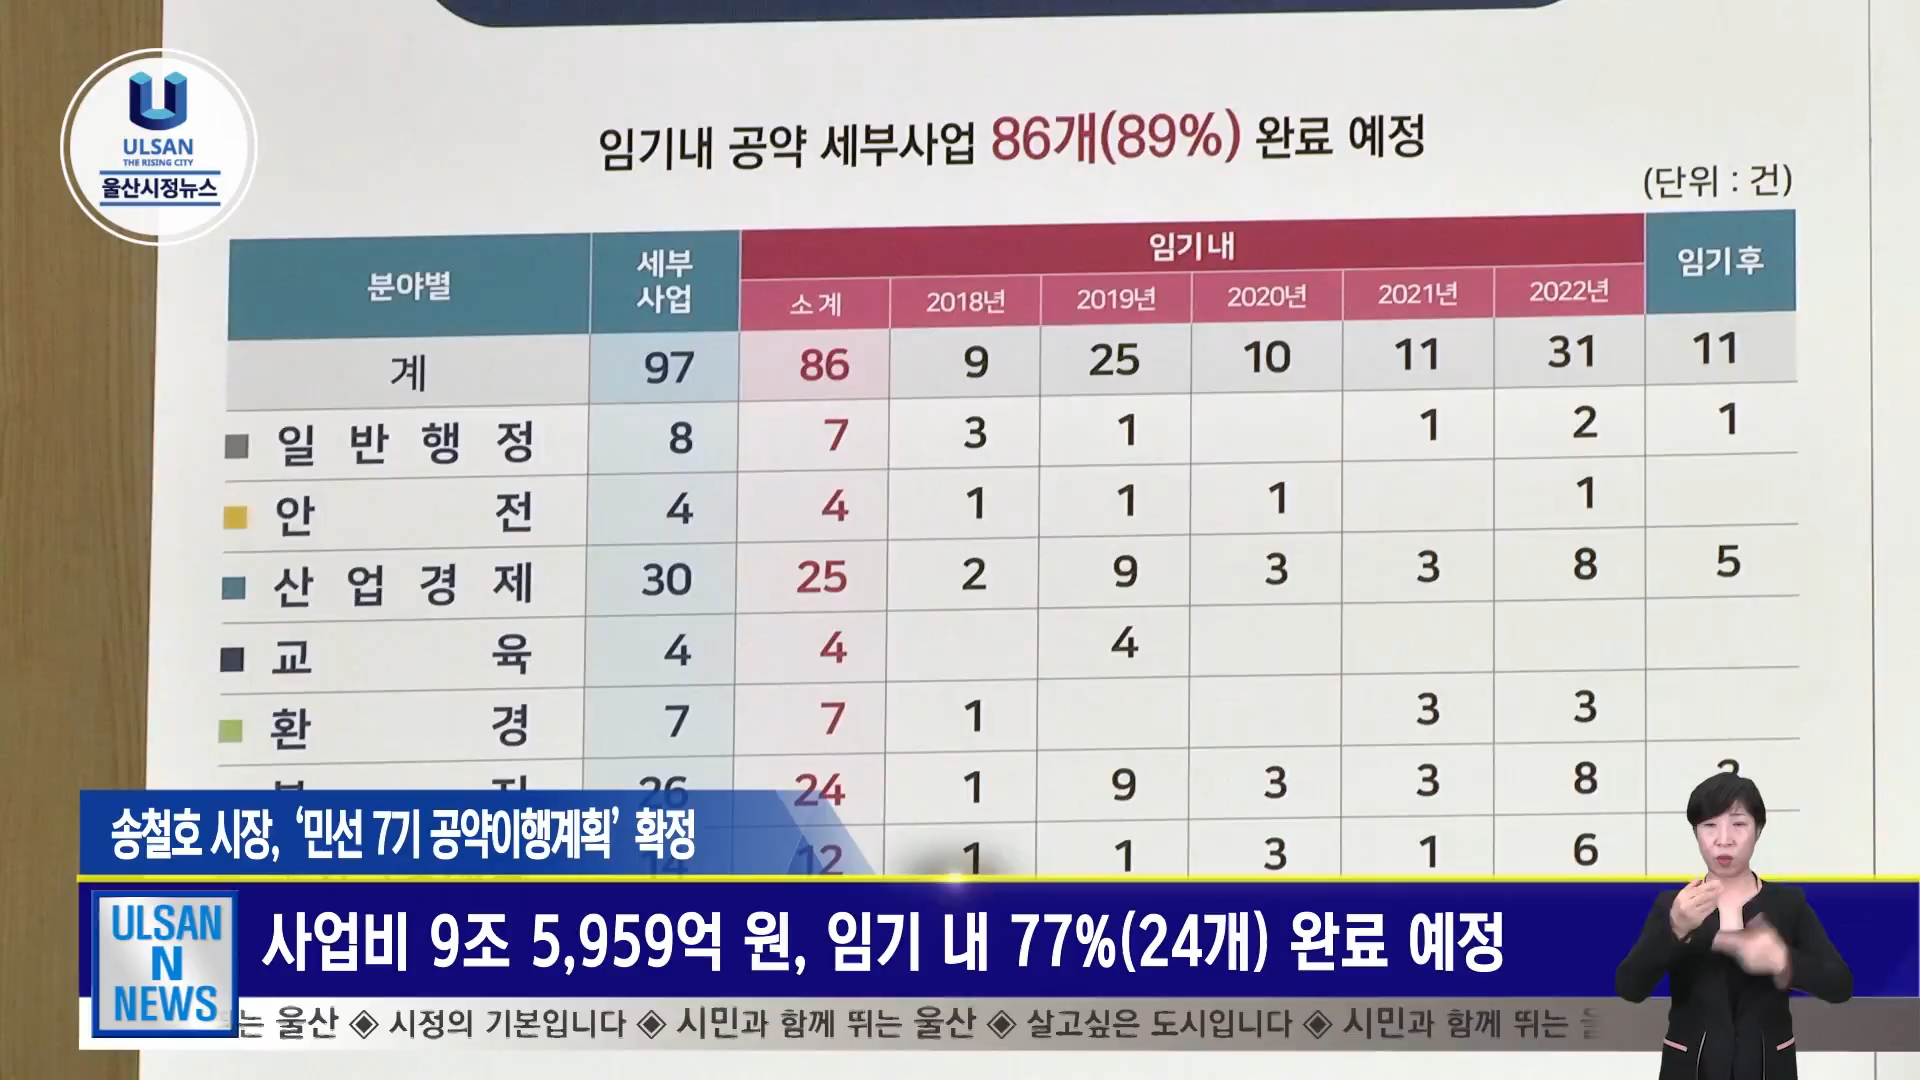 ULSAN
THE RISING CITY
울산시정뉴스
임기내 공약 세부사업 86개(89%) 완료 예정
(단위 : 건)
분야별 세부 사업 임기 내 임기 후
소 계 2018년 2019년 2020년 2021년 2022년
계 97 86 9 25 10 11 31 11
일 반 행 정 8 7 3 1 1 2 1
안 전 4 4 1 1 1 1
산 업 경 제 30 25 2 9 3 3 8 5
교 육 4 4 4
환 경 7 7 1 3 3
26 24 1 9 3 3 8
14 12 1 1 3 1 6
송철호 시장, ‘민선 7기 공약이행계획’ 확정
ULSAN
N
NEWS
사업비 9조 5,959억 원, 임기 내 77%(24개) 완료 예정
는 울산 ◈ 시정의 기본입니다 ◈ 시민과 함께 뛰는 울산 ◈ 살고싶은 도시입니다 ◈ 시민과 함께 뛰는